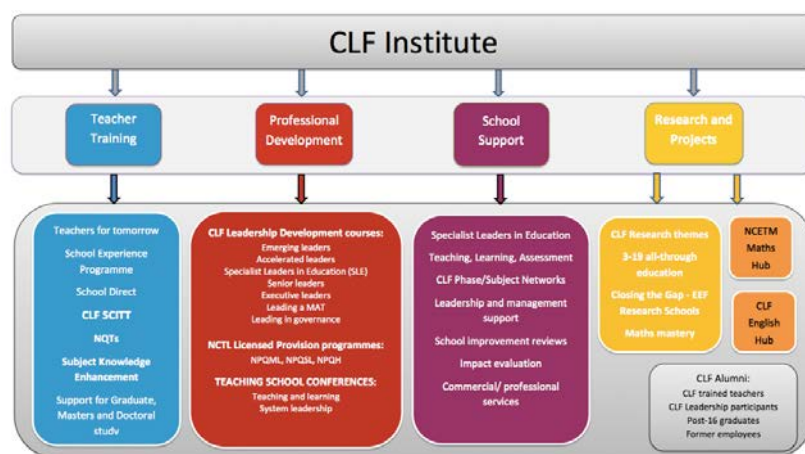 CLF Institute
Teacher
Training
Professional
Development
School
Support
Research and
Projects
Teachers for tomorrow
School Experience
Programme
School Direct
CLF SCITT
NQTs
Subject Knowledge
Enhancement
Support for Graduate,
Masters and Doctoral
study
CLF Leadership Development courses:
Emerging leaders
Accelerated leaders
Specialist Leaders in Education (SLE)
Senior leaders
Executive leaders
Leading a MAT
Leading in governance
NCTL Licensed Provision programmes:
NPQML, NPQSL, NPQH
TEACHING SCHOOL CONFERENCES:
Teaching and learning
System leadership
Specialist Leaders in Education
Teaching, Learning, Assessment
CLF Phase/Subject Networks
Leadership and management
support
School improvement reviews
Impact evaluation
Commercial/ professional
services
CLF Research themes
3-19 all-through
education
Closing the Gap - EEF
Research Schools
Maths mastery
NCETM
Maths
Hub
CLF
English
Hub
CLF Alumni:
CLF trained teachers
CLF Leadership participants
Post-16 graduates
Former employees